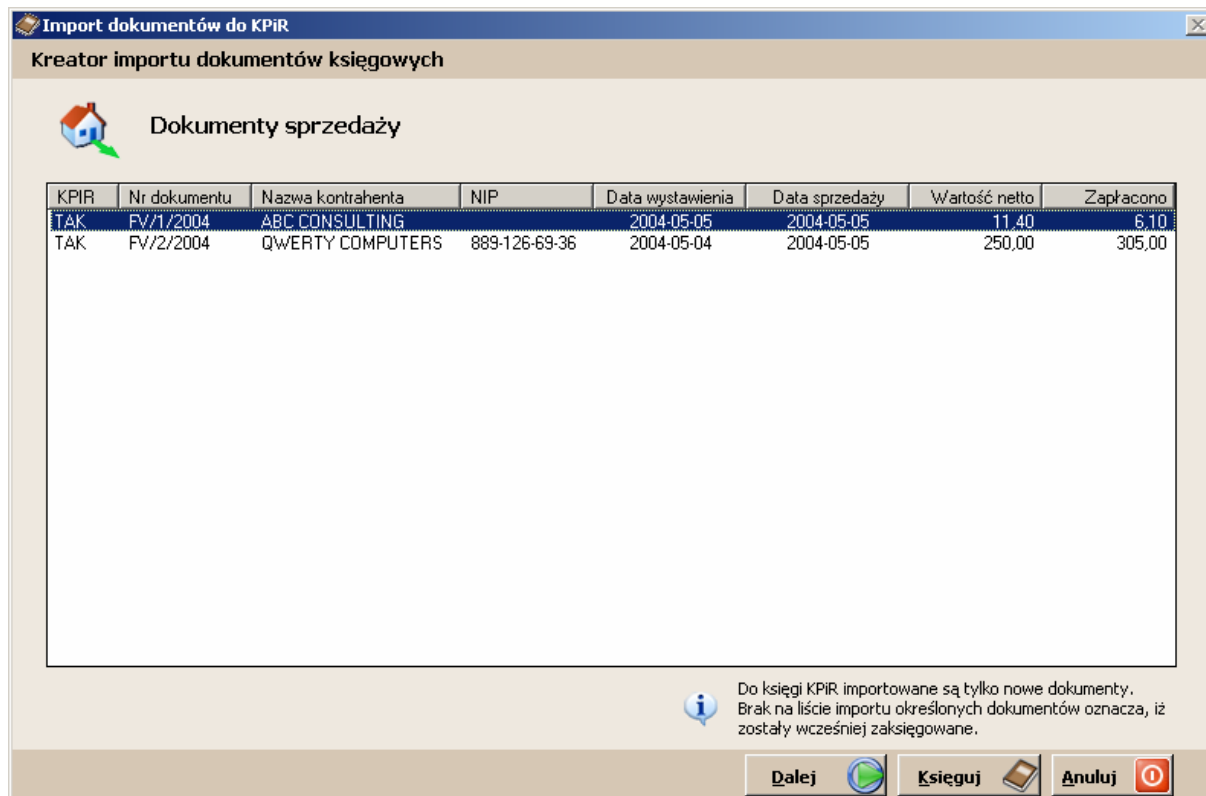 Import dokumentów do KPiR
Kreator importu dokumentów księgowych
Dokumenty sprzedaży
KPIR Nr dokumentu Nazwa kontrahenta NIP Data wystawienia Data sprzedaży Wartość netto Zapłacono
TAK FV/1/2004 ABC CONSULTING 2004-05-05 2004-05-05 11,40 6,10
TAK FV/2/2004 QWERTY COMPUTERS 889-126-69-36 2004-05-04 2004-05-05 250,00 305,00
Do księgi KPiR importowane są tylko nowe dokumenty.
Brak na liście importu określonych dokumentów oznacza, iż
zostały wcześniej zaksięgowane.
Dalej Księguj Anuluj